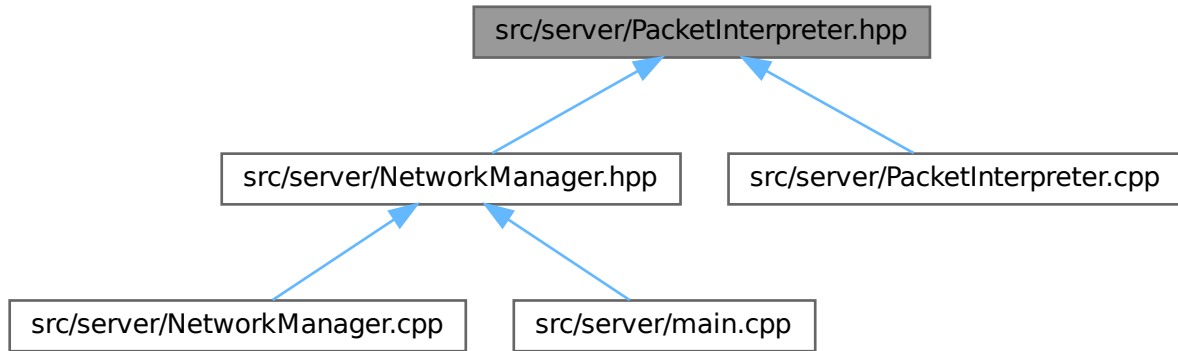 src/server/PacketInterpreter.hpp
src/server/NetworkManager.hpp
src/server/PacketInterpreter.cpp
src/server/NetworkManager.cpp
src/server/main.cpp